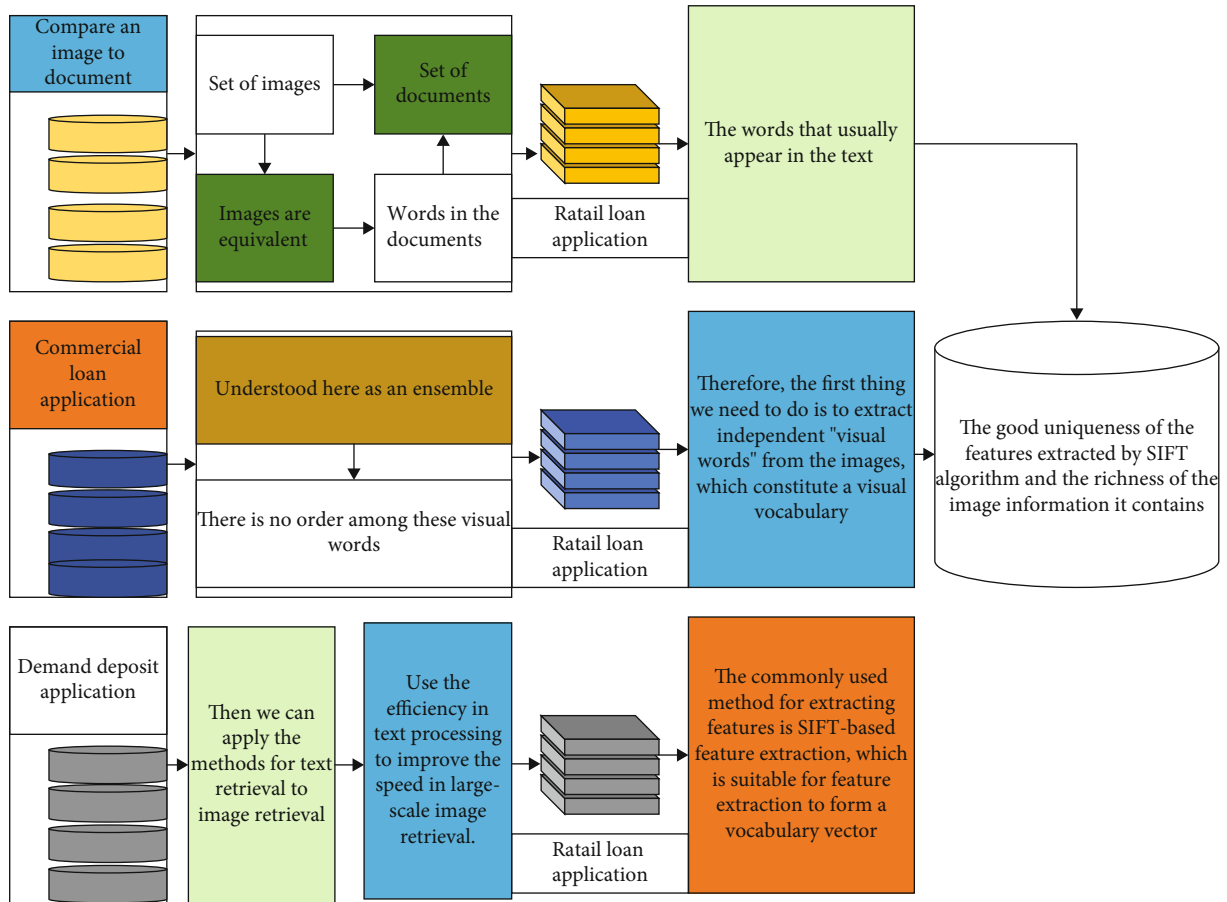 Compare an
image to
document
Set of images
Set of
documents
Images are
equivalent
Words in the
documents
Ratail loan
application
The words that usually
appear in the text
Commercial
loan
application
Understood here as an ensemble
There is no order among these visual
words
Ratail loan
application
Therefore, the first thing
we need to do is to extract
independent "visual
words" from the images,
which constitute a visual
vocabulary
The good uniqueness of the
features extracted by SIFT
algorithm and the richness of the
image information it contains
Demand deposit
application
Then we can
apply the
methods for text
retrieval to
image retrieval
Use the
efficiency in
text processing
to improve the
speed in large-
scale image
retrieval.
Ratail loan
application
The commonly used
method for extracting
features is SIFT-based
feature extraction, which
is suitable for feature
extraction to form a
vocabulary vector